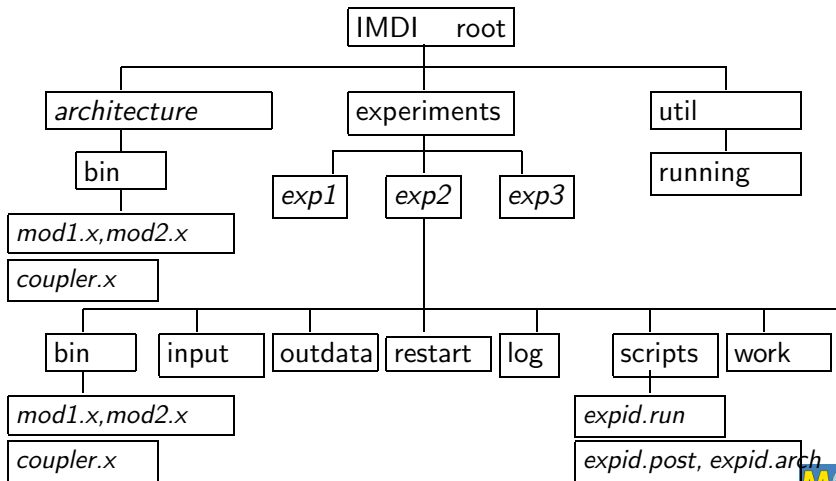 IMDI root
architecture experiments util
bin running
exp1 exp2 exp3
mod1.x,mod2.x
coupler.x
bin input outdata restart log scripts work
mod1.x,mod2.x expid.run
coupler.x expid.post, expid.arch